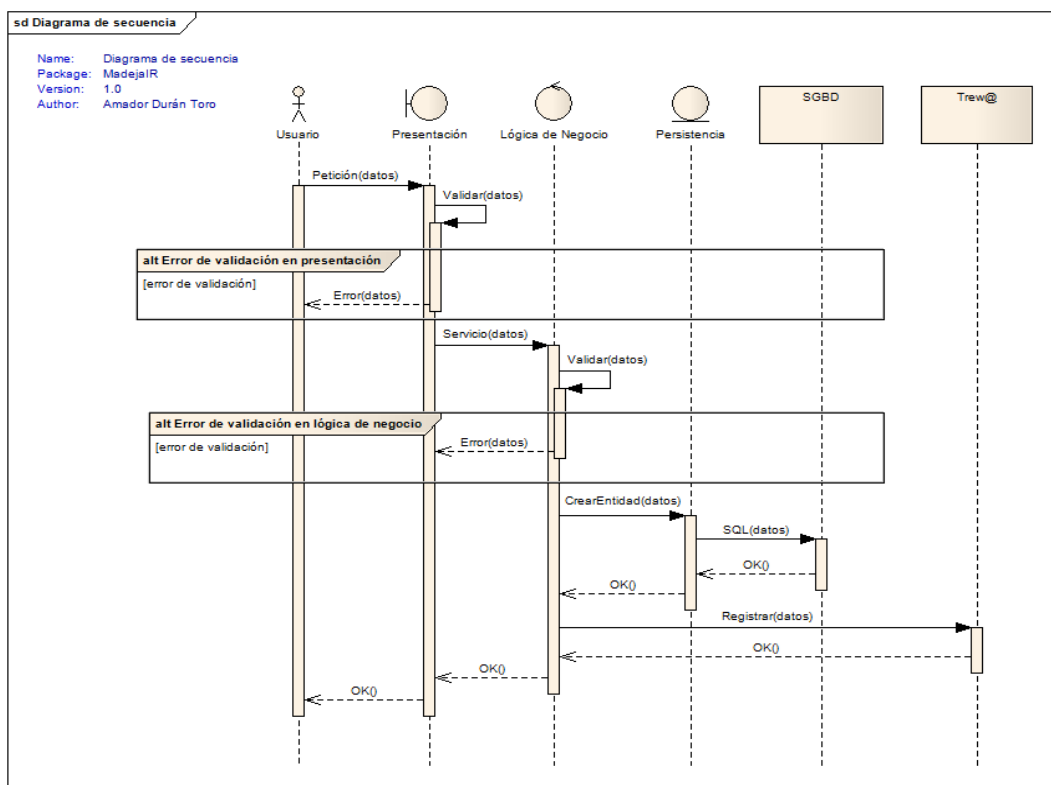 sd Diagrama de secuencia
Name: Diagrama de secuencia
Package: MadejaIR
Version: 1.0
Author: Amador Durán Toro
SGBD
Trew@
Usuario
Presentación
Lógica de Negocio
Persistencia
Petición(datos)
Validar(datos)
alt Error de validación en presentación
[error de validación]
Error(datos)
Servicio(datos)
Validar(datos)
alt Error de validación en lógica de negocio
[error de validación]
Error(datos)
CrearEntidad(datos)
SQL(datos)
OK()
OK()
Registrar(datos)
OK()
OK()
OK()